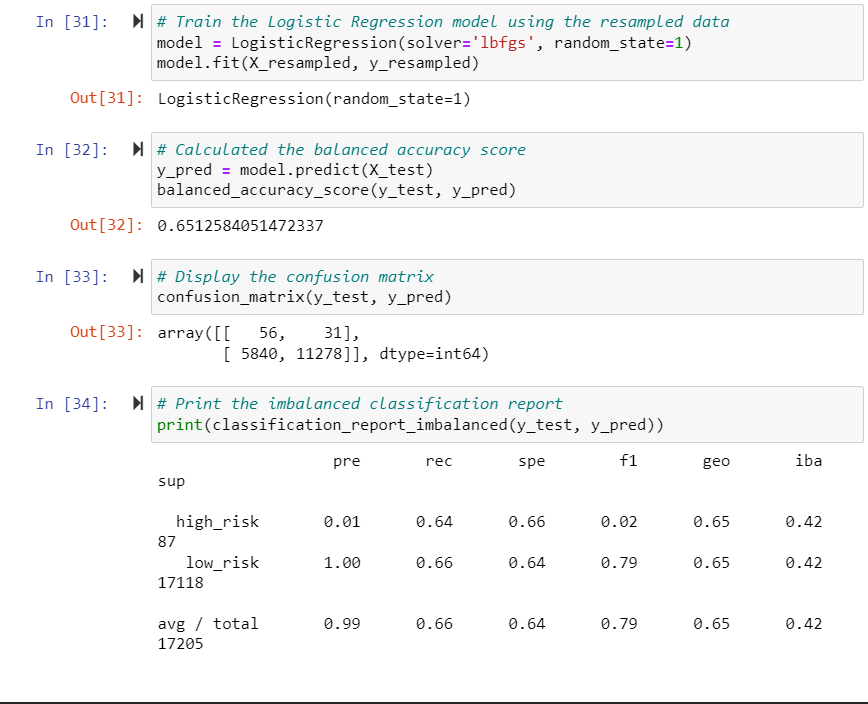 In [31]: # Train the Logistic Regression model using the resampled data
model = LogisticRegression(solver='lbfgs', random_state=1)
model.fit(X_resampled, y_resampled)
Out[31]: LogisticRegression(random_state=1)
In [32]: # Calculated the balanced accuracy score
y_pred = model.predict(X_test)
balanced_accuracy_score(y_test, y_pred)
Out[32]: 0.6512584051472337
In [33]: # Display the confusion matrix
confusion_matrix(y_test, y_pred)
Out[33]: array([[   56,    31],
       [ 5840, 11278]], dtype=int64)
In [34]: # Print the imbalanced classification report
print(classification_report_imbalanced(y_test, y_pred))
                   pre       rec       spe        f1       geo       iba
sup
  high_risk       0.01      0.64      0.66      0.02      0.65      0.42
87
   low_risk       1.00      0.66      0.64      0.79      0.65      0.42
17118
avg / total       0.99      0.66      0.64      0.79      0.65      0.42
17205